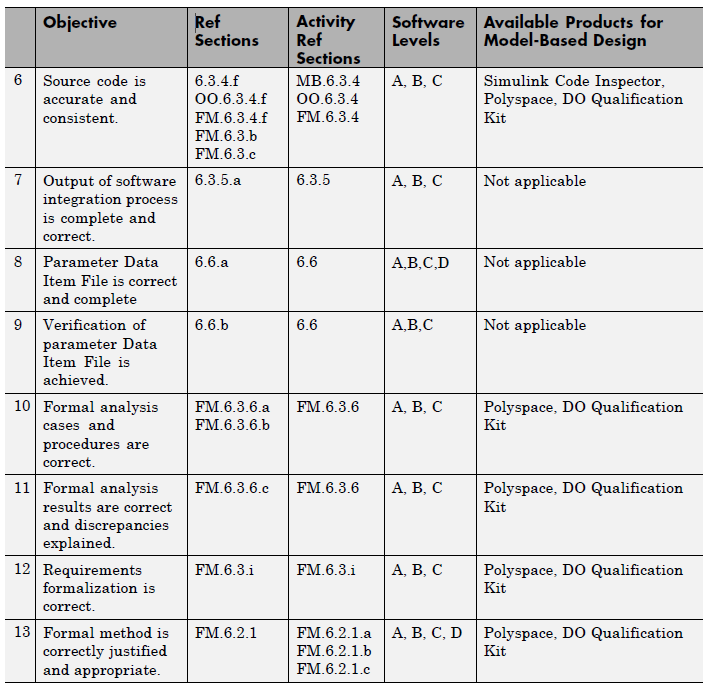 Objective
Ref
Sections
Activity
Ref
Sections
Software
Levels
Available Products for
Model-Based Design
6
Source code is
accurate and
consistent.
6.3.4.f
OO.6.3.4.f
FM.6.3.4.f
FM.6.3.b
FM.6.3.c
MB.6.3.4
OO.6.3.4
FM.6.3.4
A, B, C
Simulink Code Inspector,
Polyspace, DO Qualification
Kit
7
Output of software
integration process
is complete and
correct.
6.3.5.a
6.3.5
A, B, C
Not applicable
8
Parameter Data
Item File is correct
and complete
6.6.a
6.6
A,B,C,D
Not applicable
9
Verification of
parameter Data
Item File is
achieved.
6.6.b
6.6
A,B,C
Not applicable
10
Formal analysis
cases and
procedures are
correct.
FM.6.3.6.a
FM.6.3.6.b
FM.6.3.6
A, B, C
Polyspace, DO Qualification
Kit
11
Formal analysis
results are correct
and discrepancies
explained.
FM.6.3.6.c
FM.6.3.6
A, B, C
Polyspace, DO Qualification
Kit
12
Requirements
formalization is
correct.
FM.6.3.i
FM.6.3.i
A, B, C
Polyspace, DO Qualification
Kit
13
Formal method is
correctly justified
and appropriate.
FM.6.2.1
FM.6.2.1.a
FM.6.2.1.b
FM.6.2.1.c
A, B, C, D
Polyspace, DO Qualification
Kit